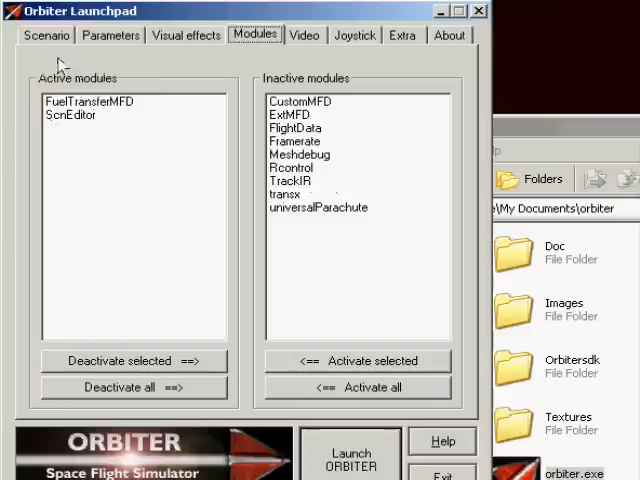 Orbiter Launchpad
Scenario Parameters Visual effects Modules Video Joystick Extra About
Active modules
FuelTransferMFD
ScnEditor
Deactivate selected ==>
Deactivate all ==>
Inactive modules
CustomMFD
ExtMFD
FlightData
Framerate
Meshdebug
Rcontrol
TrackIR
transx
universalParachute
<== Activate selected
<== Activate all
ORBITER
Space Flight Simulator
Launch
ORBITER
Help
Exit
lp
Folders
e\My Documents\orbiter
Doc
File Folder
Images
File Folder
Orbitersdk
File Folder
Textures
File Folder
orbiter.exe